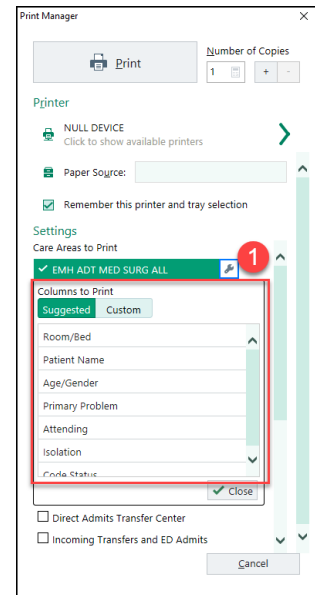 Print Manager
Print
Number of Copies
1
+ -
Printer
NULL DEVICE
Click to show available printers
Paper Source:
Remember this printer and tray selection
Settings
Care Areas to Print
1
EMH ADT MED SURG ALL
Columns to Print
Suggested Custom
Room/Bed
Patient Name
Age/Gender
Primary Problem
Attending
Isolation
Code Status
Close
Direct Admits Transfer Center
Incoming Transfers and ED Admits
Cancel